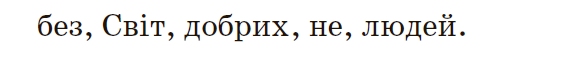 без, Світ, добрих, не, людей.